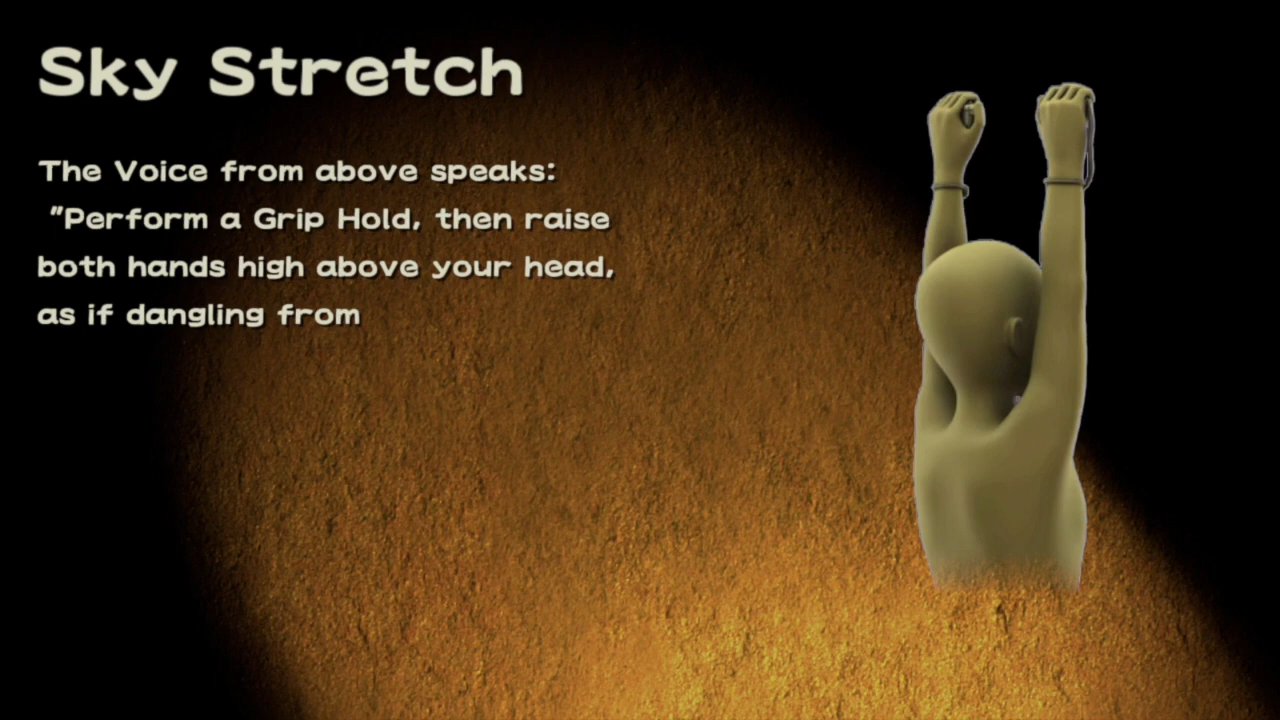 Sky Stretch
The Voice from above speaks:
"Perform a Grip Hold, then raise
both hands high above your head,
as if dangling from